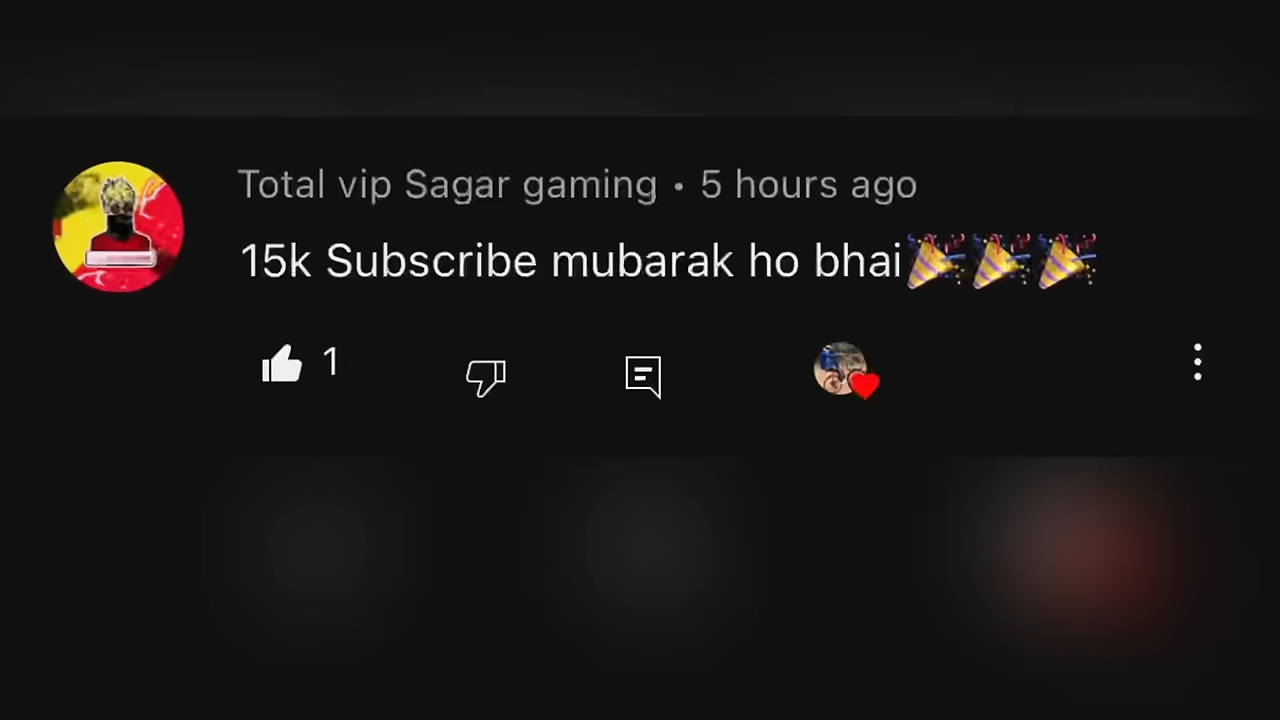 Total vip Sagar gaming • 5 hours ago
15k Subscribe mubarak ho bhai🎉🎉🎉
1